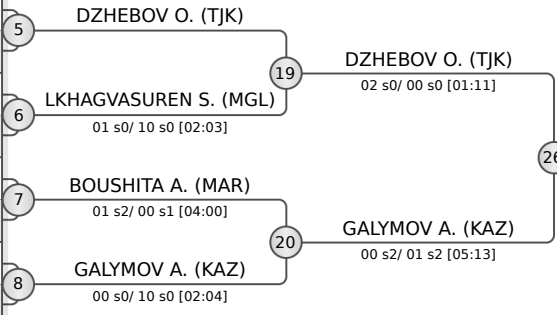 DZHEBOV O. (TJK)
5
19
DZHEBOV O. (TJK)
02 s0/ 00 s0 [01:11]
6
LKHAGVASUREN S. (MGL)
01 s0/ 10 s0 [02:03]
26
7
BOUSHITA A. (MAR)
01 s2/ 00 s1 [04:00]
20
GALYMOV A. (KAZ)
00 s2/ 01 s2 [05:13]
8
GALYMOV A. (KAZ)
00 s0/ 10 s0 [02:04]